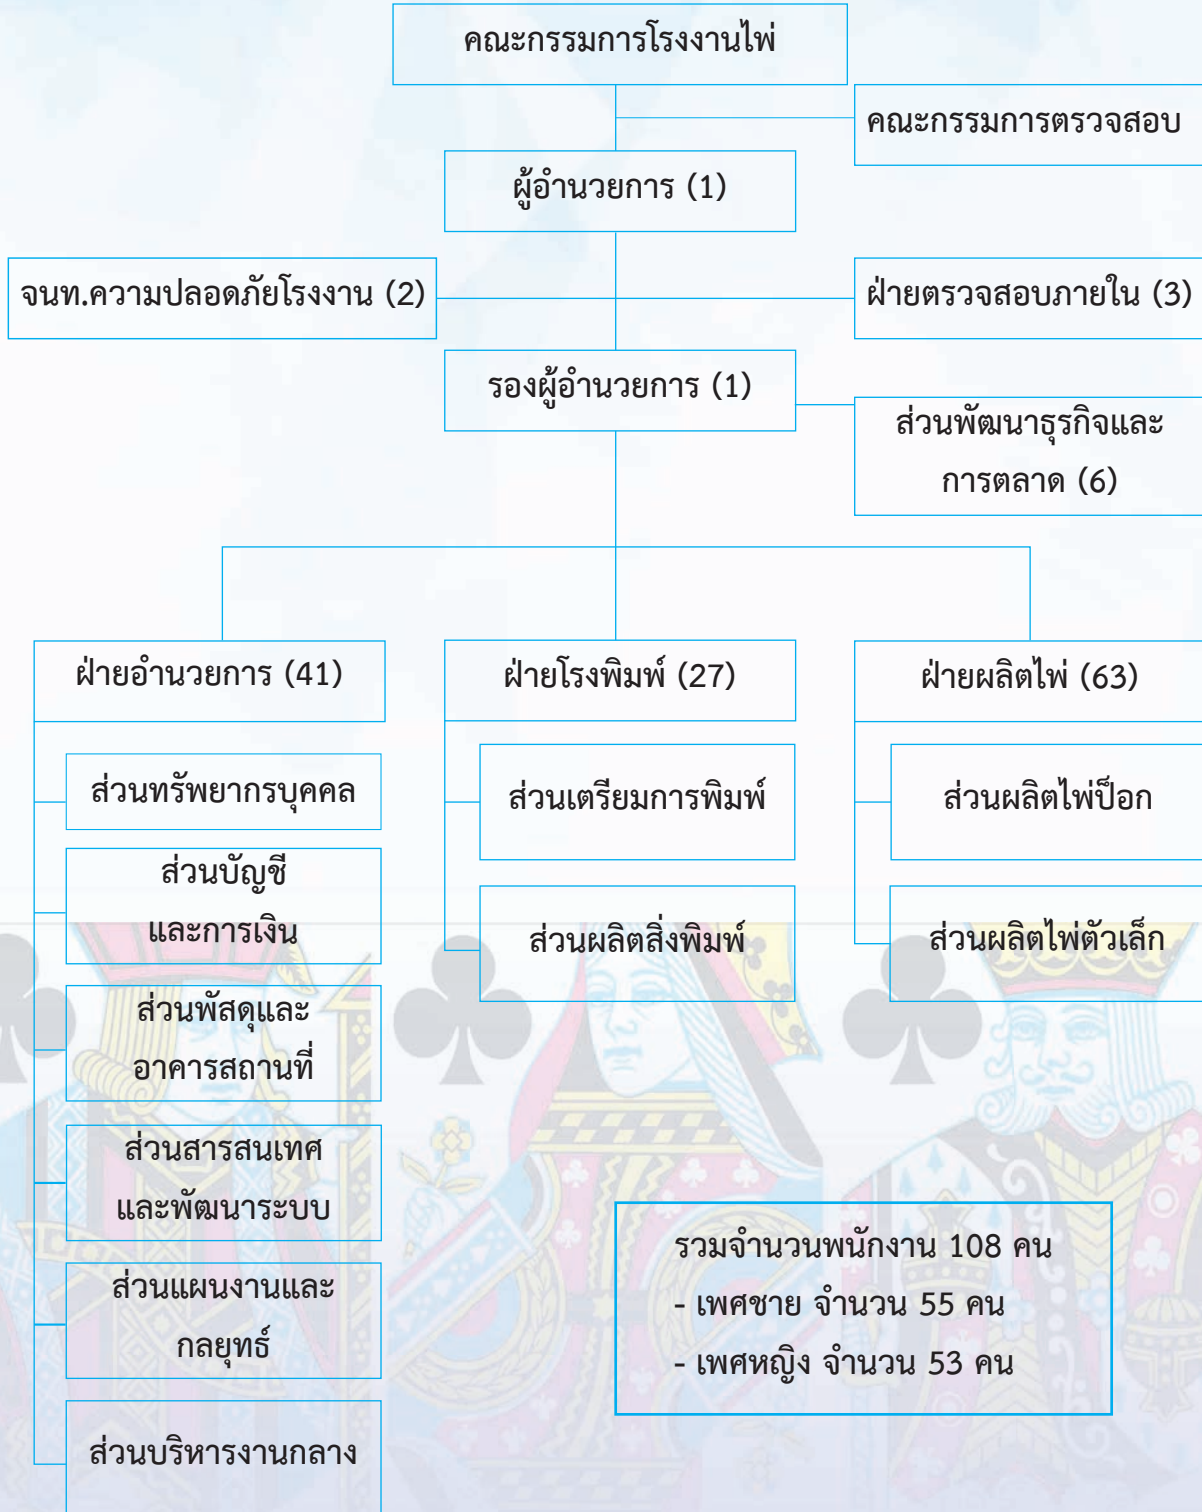 คณะกรรมการโรงงานไพ่
คณะกรรมการตรวจสอบ
ผู้อำนวยการ (1)
จนท.ความปลอดภัยโรงงาน (2)
ฝ่ายตรวจสอบภายใน (3)
รองผู้อำนวยการ (1)
ส่วนพัฒนาธุรกิจและ
การตลาด (6)
ฝ่ายอำนวยการ (41)
ส่วนทรัพยากรบุคคล
ส่วนบัญชี
และการเงิน
ส่วนพัสดุและ
อาคารสถานที่
ส่วนสารสนเทศ
และพัฒนาระบบ
ส่วนแผนงานและ
กลยุทธ์
ส่วนบริหารงานกลาง
ฝ่ายโรงพิมพ์ (27)
ส่วนเตรียมการพิมพ์
ส่วนผลิตสิ่งพิมพ์
ฝ่ายผลิตไพ่ (63)
ส่วนผลิตไพ่ป็อก
ส่วนผลิตไพ่ตัวเล็ก
รวมจำนวนพนักงาน 108 คน
- เพศชาย จำนวน 55 คน
- เพศหญิง จำนวน 53 คน